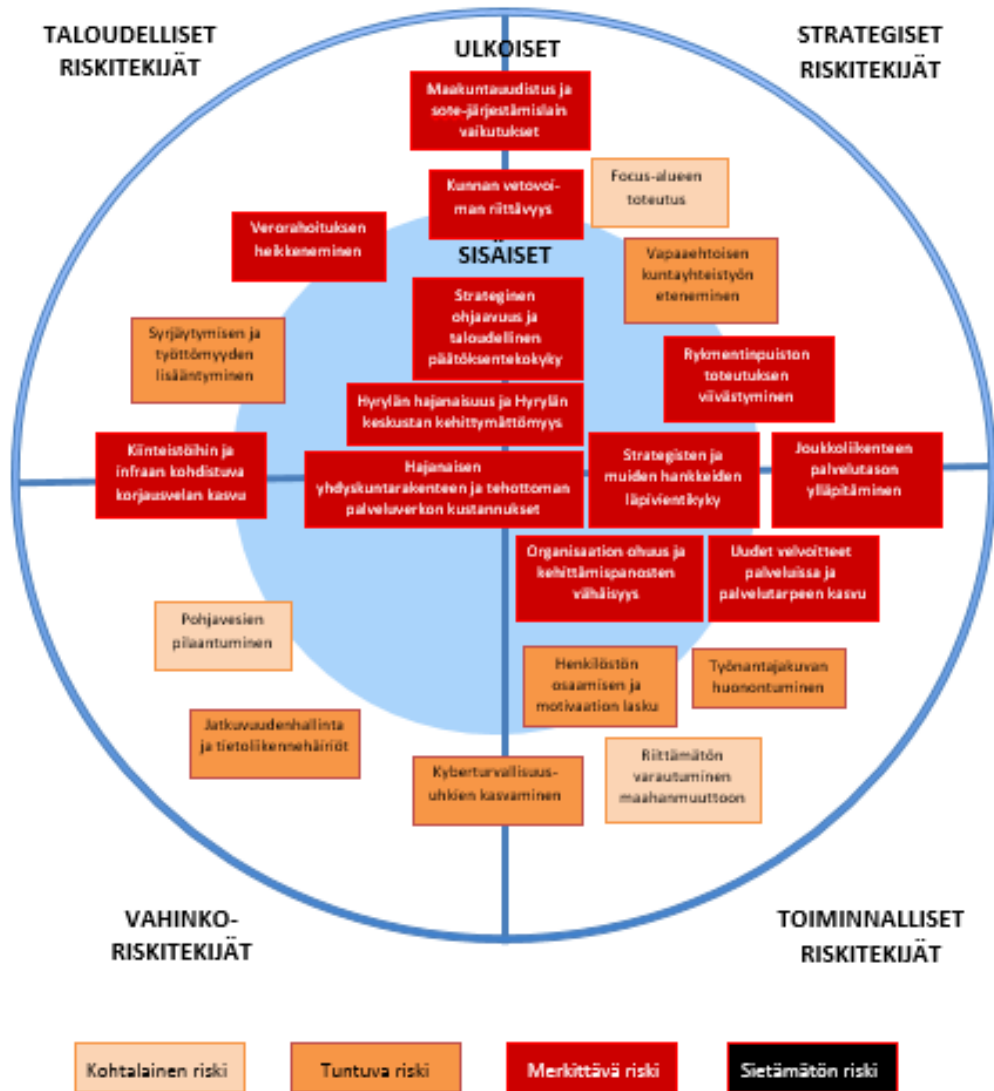 TALOUDELLISET
RISKITEKIJÄT
ULKOISET
STRATEGISET
RISKITEKIJÄT
Maakuntauudistus ja
sote-järjestämislain
vaikutukset
Kunnan vetovoi-
man riittävyys
Focus-alueen
toteutus
Verorahoituksen
heikkeneminen
SISÄISET
Vapaaehtoisen
kuntayhteistyön
eteneminen
Strateginen
ohjaavuus ja
taloudellinen
päätöksentekokyky
Syrjäytymisen ja
työttömyyden
lisääntyminen
Rykmentinpuiston
toteutuksen
viivästyminen
Hyrylän hajanaisuus ja Hyrylän
keskustan kehittymättömyys
Kiinteistöihin ja
infraan kohdistuva
korjausvelan kasvu
Hajanaisen
yhdyskuntarakenteen ja tehottoman
palveluverkon kustannukset
Strategisten ja
muiden hankkeiden
läpivientikyky
Joukkoliikenteen
palvelutason
ylläpitäminen
Organisaation ohuus ja
kehittämispanosten
vähäisyys
Uudet velvoitteet
palveluissa ja
palvelutarpeen kasvu
Pohjavesien
pilaantuminen
Henkilöstön
osaamisen ja
motivaation lasku
Työnantajakuvan
huonontuminen
Jatkuvuudenhallinta
ja tietoliikennehäiriöt
Kyberturvallisuus-
uhkien kasvaminen
Riittämätön
varautuminen
maahanmuuttoon
VAHINKO-
RISKITEKIJÄT
TOIMINNALLISET
RISKITEKIJÄT
Kohtalainen riski
Tuntuva riski
Merkittävä riski
Sietämätön riski